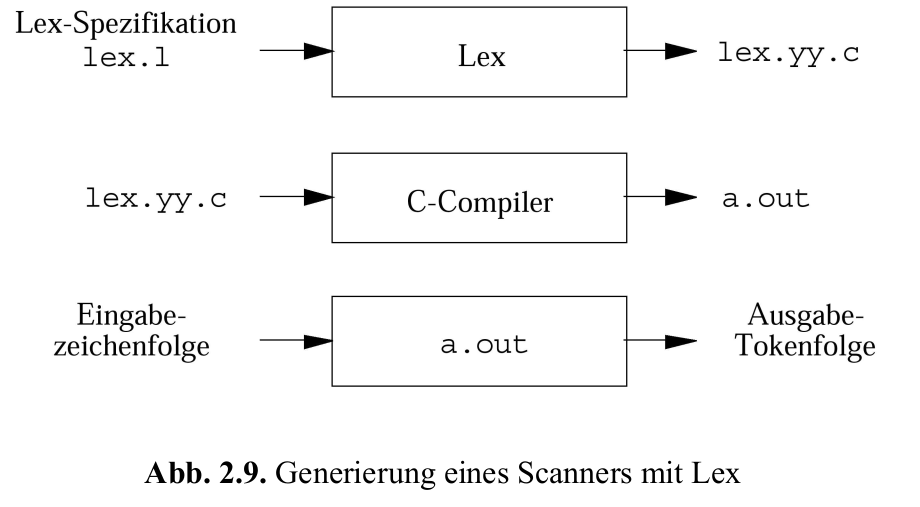 Lex-Spezifikation
lex.l
Lex
lex.yy.c
lex.yy.c
C-Compiler
a.out
Eingabe-
zeichenfolge
a.out
Ausgabe-
Tokenfolge
Abb. 2.9. Generierung eines Scanners mit Lex